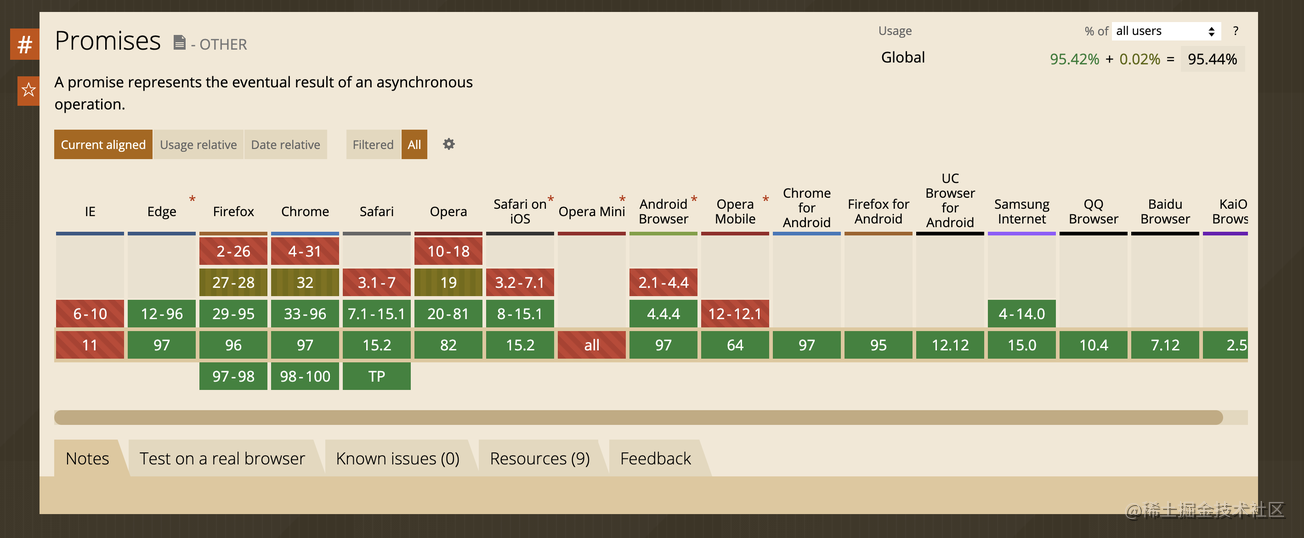 #
Promises - OTHER
Usage % of all users ?
Global 95.42% + 0.02% = 95.44%
A promise represents the eventual result of an asynchronous
operation.
Current aligned Usage relative Date relative Filtered All
IE Edge * Firefox Chrome Safari Opera Safari on iOS * Opera Mini * Android Browser * Opera Mobile * Chrome for Android Firefox for Android UC Browser for Android Samsung Internet QQ Browser Baidu Browser KaiO Brows
2-26 4-31 10-18
27-28 32 3.1-7 19 3.2-7.1 2.1-4.4
6-10 12-96 29-95 33-96 7.1-15.1 20-81 8-15.1 4.4.4 12-12.1 4-14.0
11 97 96 97 15.2 82 15.2 all 97 64 97 95 12.12 15.0 10.4 7.12 2.5
97-98 98-100 TP
Notes Test on a real browser Known issues (0) Resources (9) Feedback
@稀土掘金技术社区